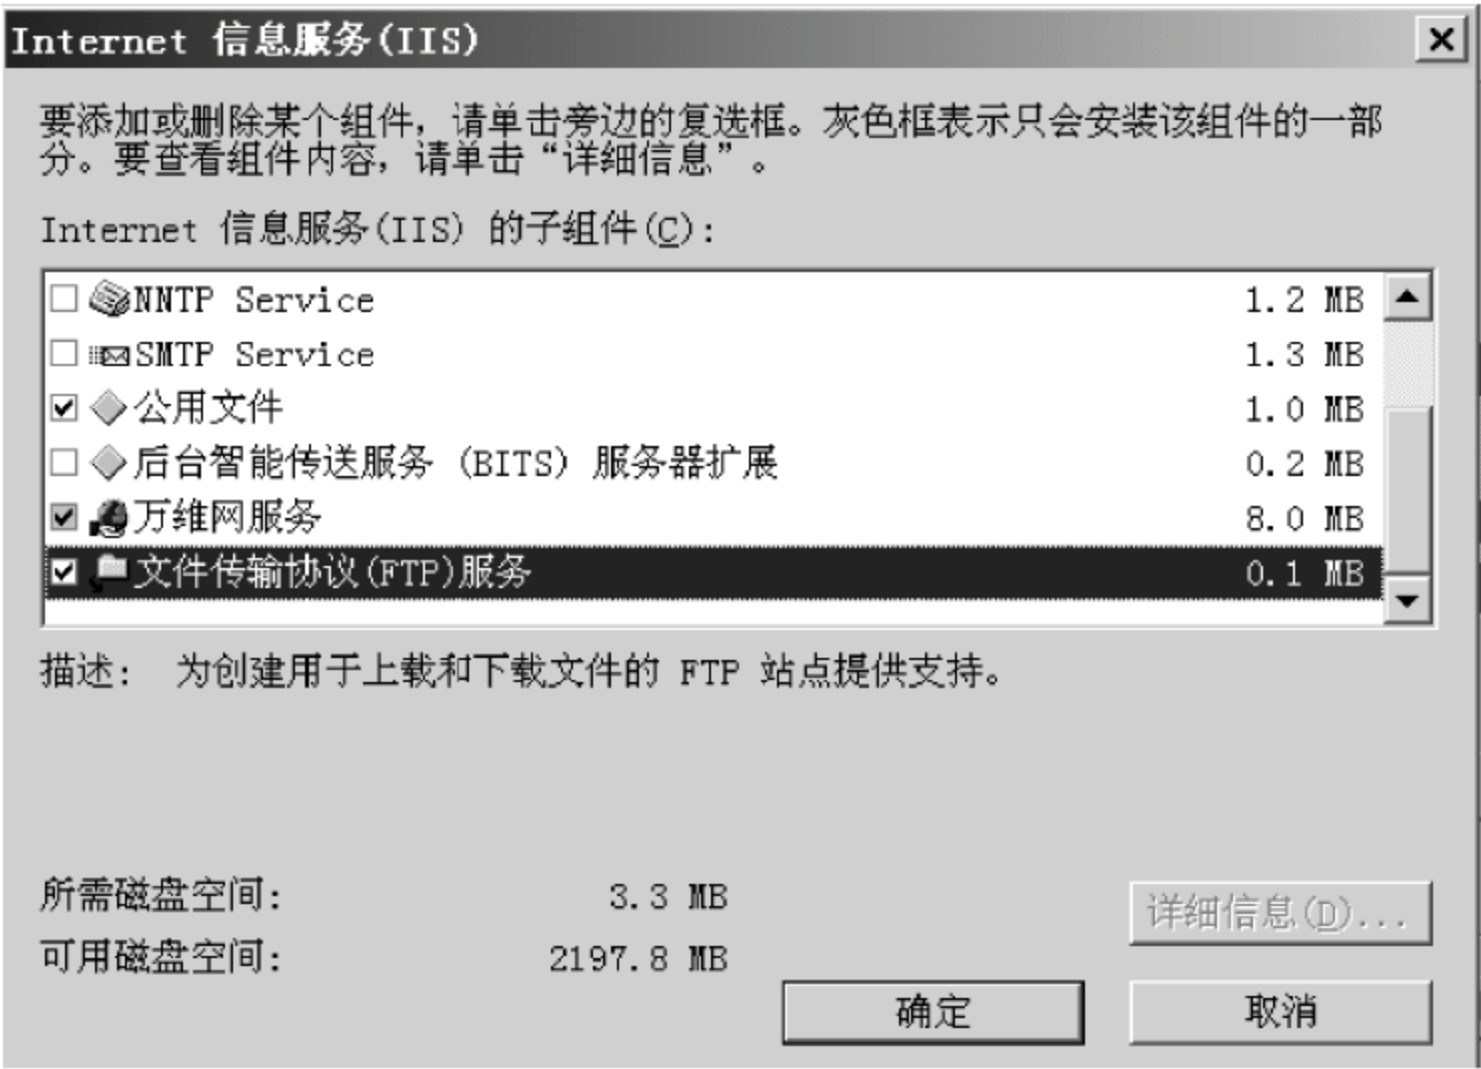 Internet 信息服务(IIS)
要添加或删除某个组件，请单击旁边的复选框。灰色框表示只会安装该组件的一部
分。要查看组件内容，请单击“详细信息”。
Internet 信息服务(IIS) 的子组件(C):
NNTP Service 1.2 MB
SMTP Service 1.3 MB
公用文件 1.0 MB
后台智能传送服务 (BITS) 服务器扩展 0.2 MB
万维网服务 8.0 MB
文件传输协议(FTP)服务 0.1 MB
描述: 为创建用于上载和下载文件的 FTP 站点提供支持。
所需磁盘空间: 3.3 MB
详细信息(D)...
可用磁盘空间: 2197.8 MB
确定 取消